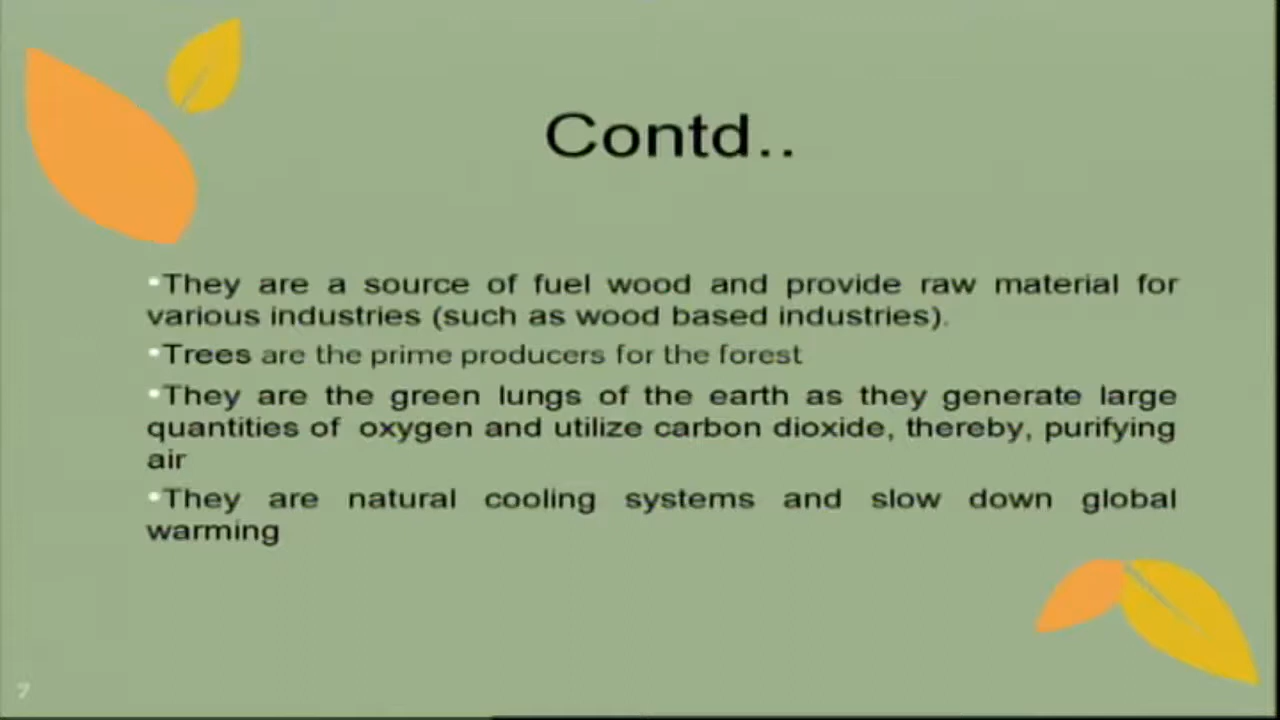 Contd..
•They are a source of fuel wood and provide raw material for
various industries (such as wood based industries).
•Trees are the prime producers for the forest
•They are the green lungs of the earth as they generate large
quantities of oxygen and utilize carbon dioxide, thereby, purifying
air
•They are natural cooling systems and slow down global
warming
7